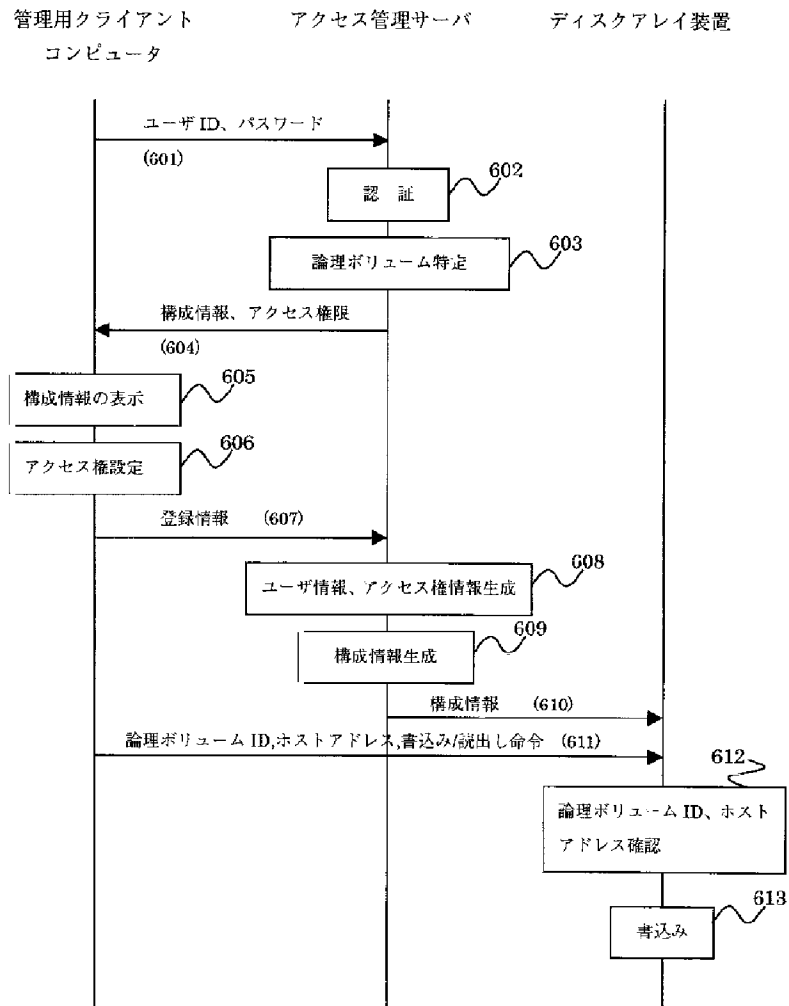 管理用クライアント
コンピュータ
アクセス管理サーバ
ディスクアレイ装置
ユーザID、パスワード
(601)
認 証
602
論理ボリューム特定
603
構成情報、アクセス権限
(604)
構成情報の表示
605
アクセス権設定
606
登録情報 (607)
ユーザ情報、アクセス権情報生成
608
構成情報生成
609
構成情報 (610)
論理ボリュームID,ホストアドレス,書込み/読出し命令 (611)
612
論理ボリュームID、ホスト
アドレス確認
書込み
613